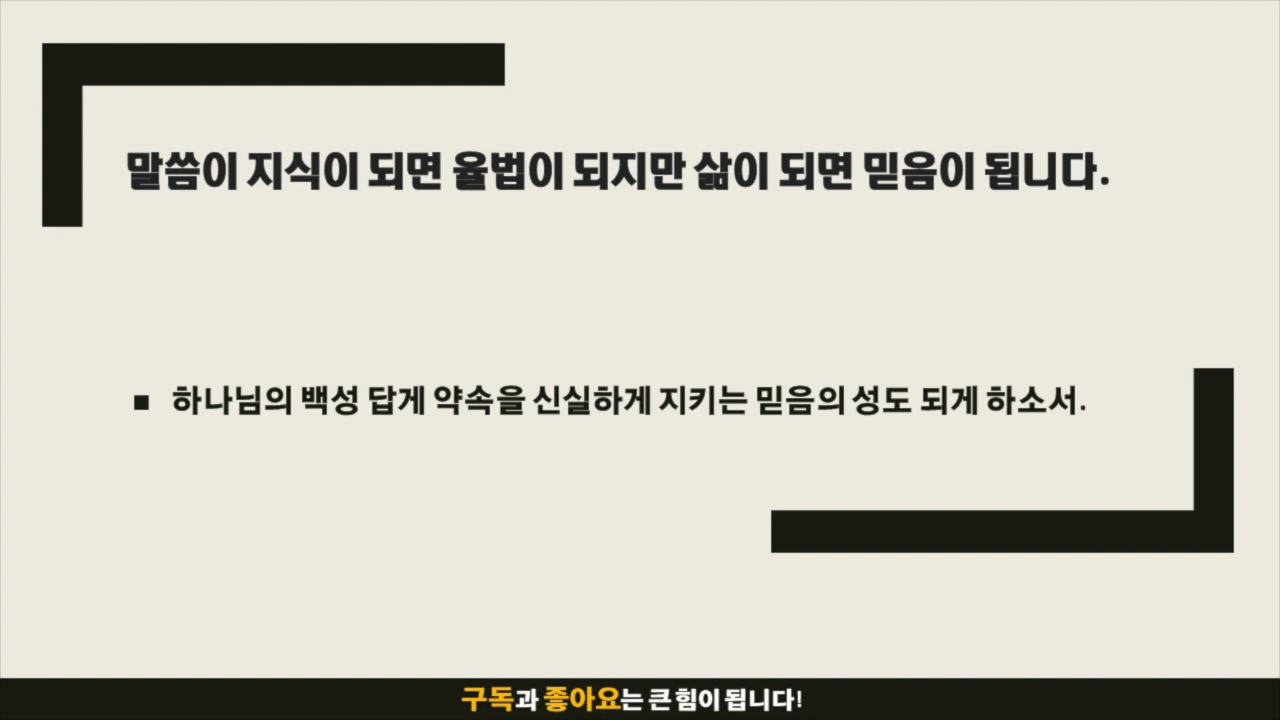 말씀이 지식이 되면 율법이 되지만 삶이 되면 믿음이 됩니다.
■ 하나님의 백성 답게 약속을 신실하게 지키는 믿음의 성도 되게 하소서.
구독과 좋아요는 큰 힘이 됩니다!